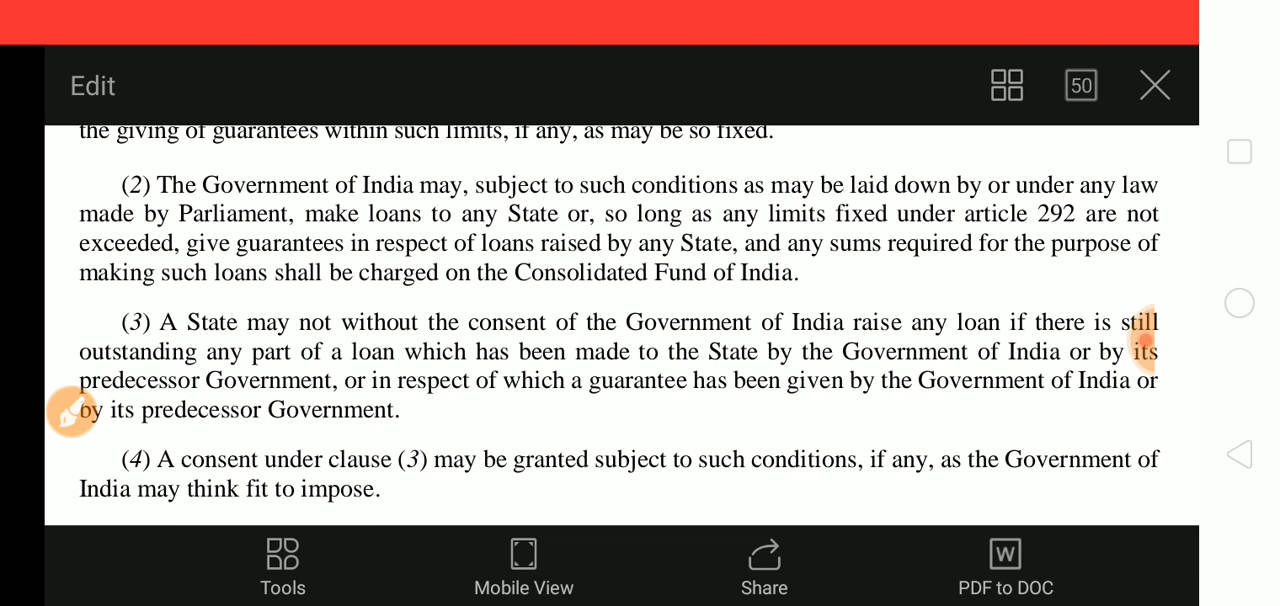 Edit
50
the giving of guarantees within such limits, if any, as may be so fixed.
(2) The Government of India may, subject to such conditions as may be laid down by or under any law
made by Parliament, make loans to any State or, so long as any limits fixed under article 292 are not
exceeded, give guarantees in respect of loans raised by any State, and any sums required for the purpose of
making such loans shall be charged on the Consolidated Fund of India.
(3) A State may not without the consent of the Government of India raise any loan if there is still
outstanding any part of a loan which has been made to the State by the Government of India or by its
predecessor Government, or in respect of which a guarantee has been given by the Government of India or
by its predecessor Government.
(4) A consent under clause (3) may be granted subject to such conditions, if any, as the Government of
India may think fit to impose.
Tools
Mobile View
Share
W
PDF to DOC